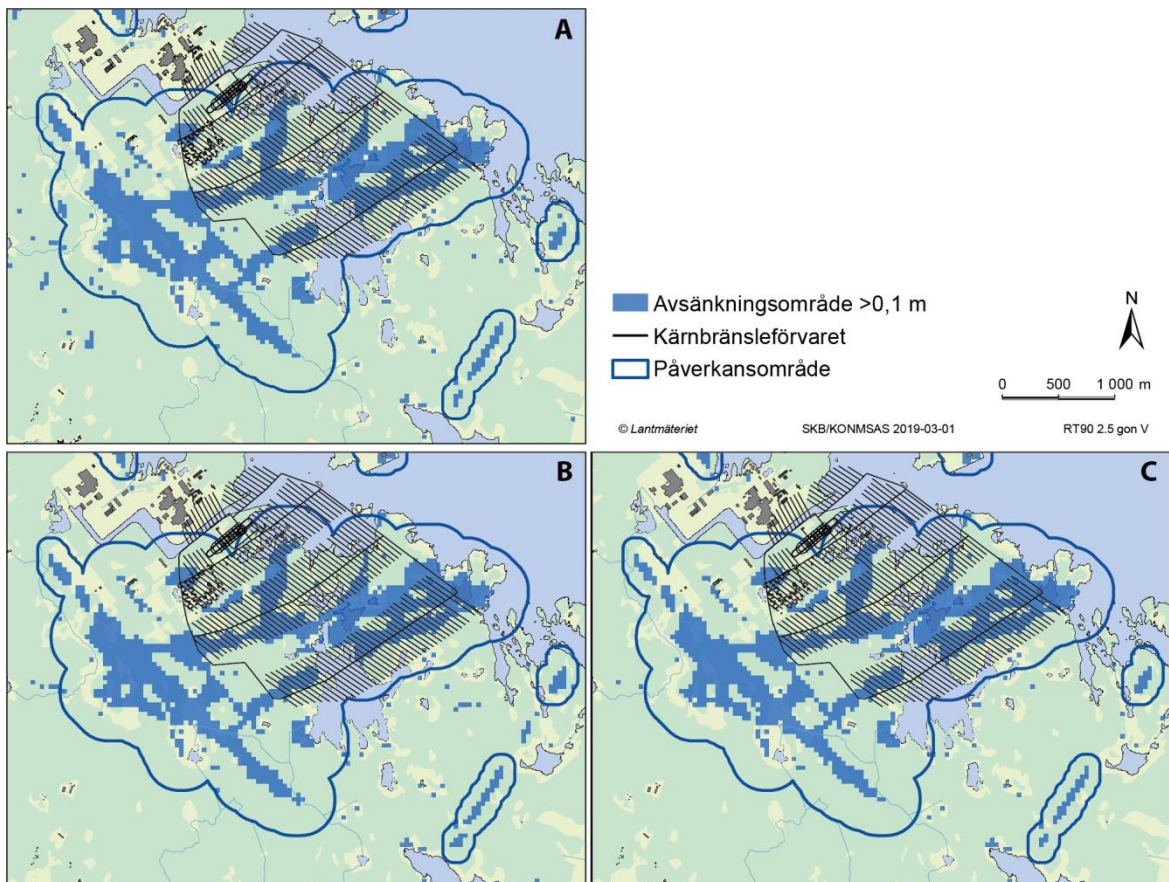 A
Avsänkningsområde >0,1 m
Kärnbränsleförvaret
Påverkansområde
N
0 500 1 000 m
© Lantmäteriet SKB/KONMSAS 2019-03-01 RT90 2.5 gon V
B
C